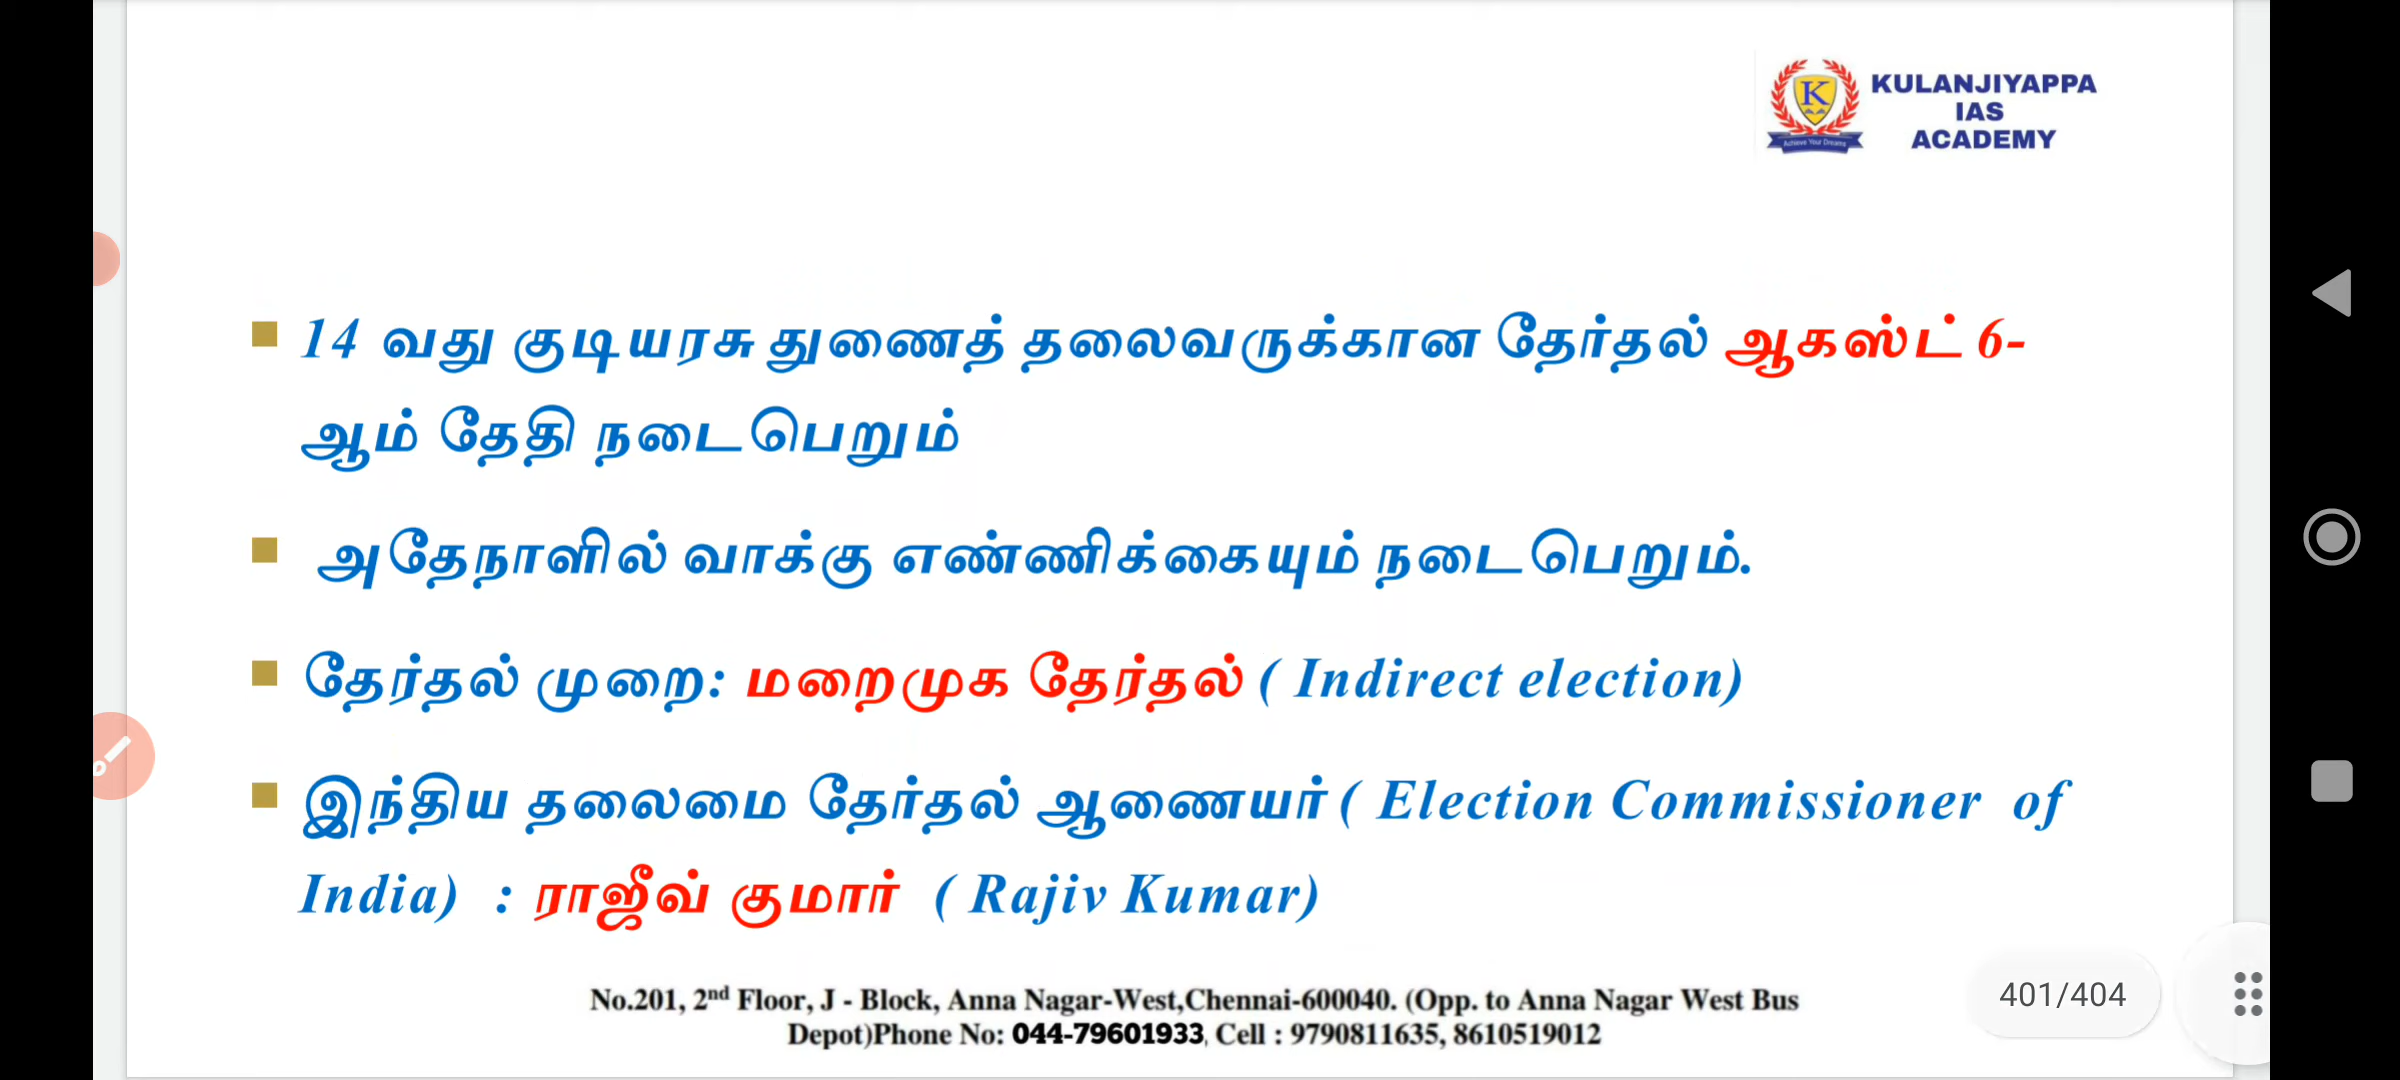 KULANJIYAPPA
IAS
ACADEMY
K
Achieve Your Dreams
14 வது குடியரசு துணைத் தலைவருக்கான தேர்தல் ஆகஸ்ட் 6-
ஆம் தேதி நடைபெறும்
அதேநாளில் வாக்கு எண்ணிக்கையும் நடைபெறும்.
தேர்தல் முறை: மறைமுக தேர்தல் ( Indirect election)
இந்திய தலைமை தேர்தல் ஆணையர் ( Election Commissioner of
India) : ராஜீவ் குமார் ( Rajiv Kumar)
No.201, 2nd Floor, J - Block, Anna Nagar-West,Chennai-600040. (Opp. to Anna Nagar West Bus
Depot)Phone No: 044-79601933, Cell : 9790811635, 8610519012
401/404